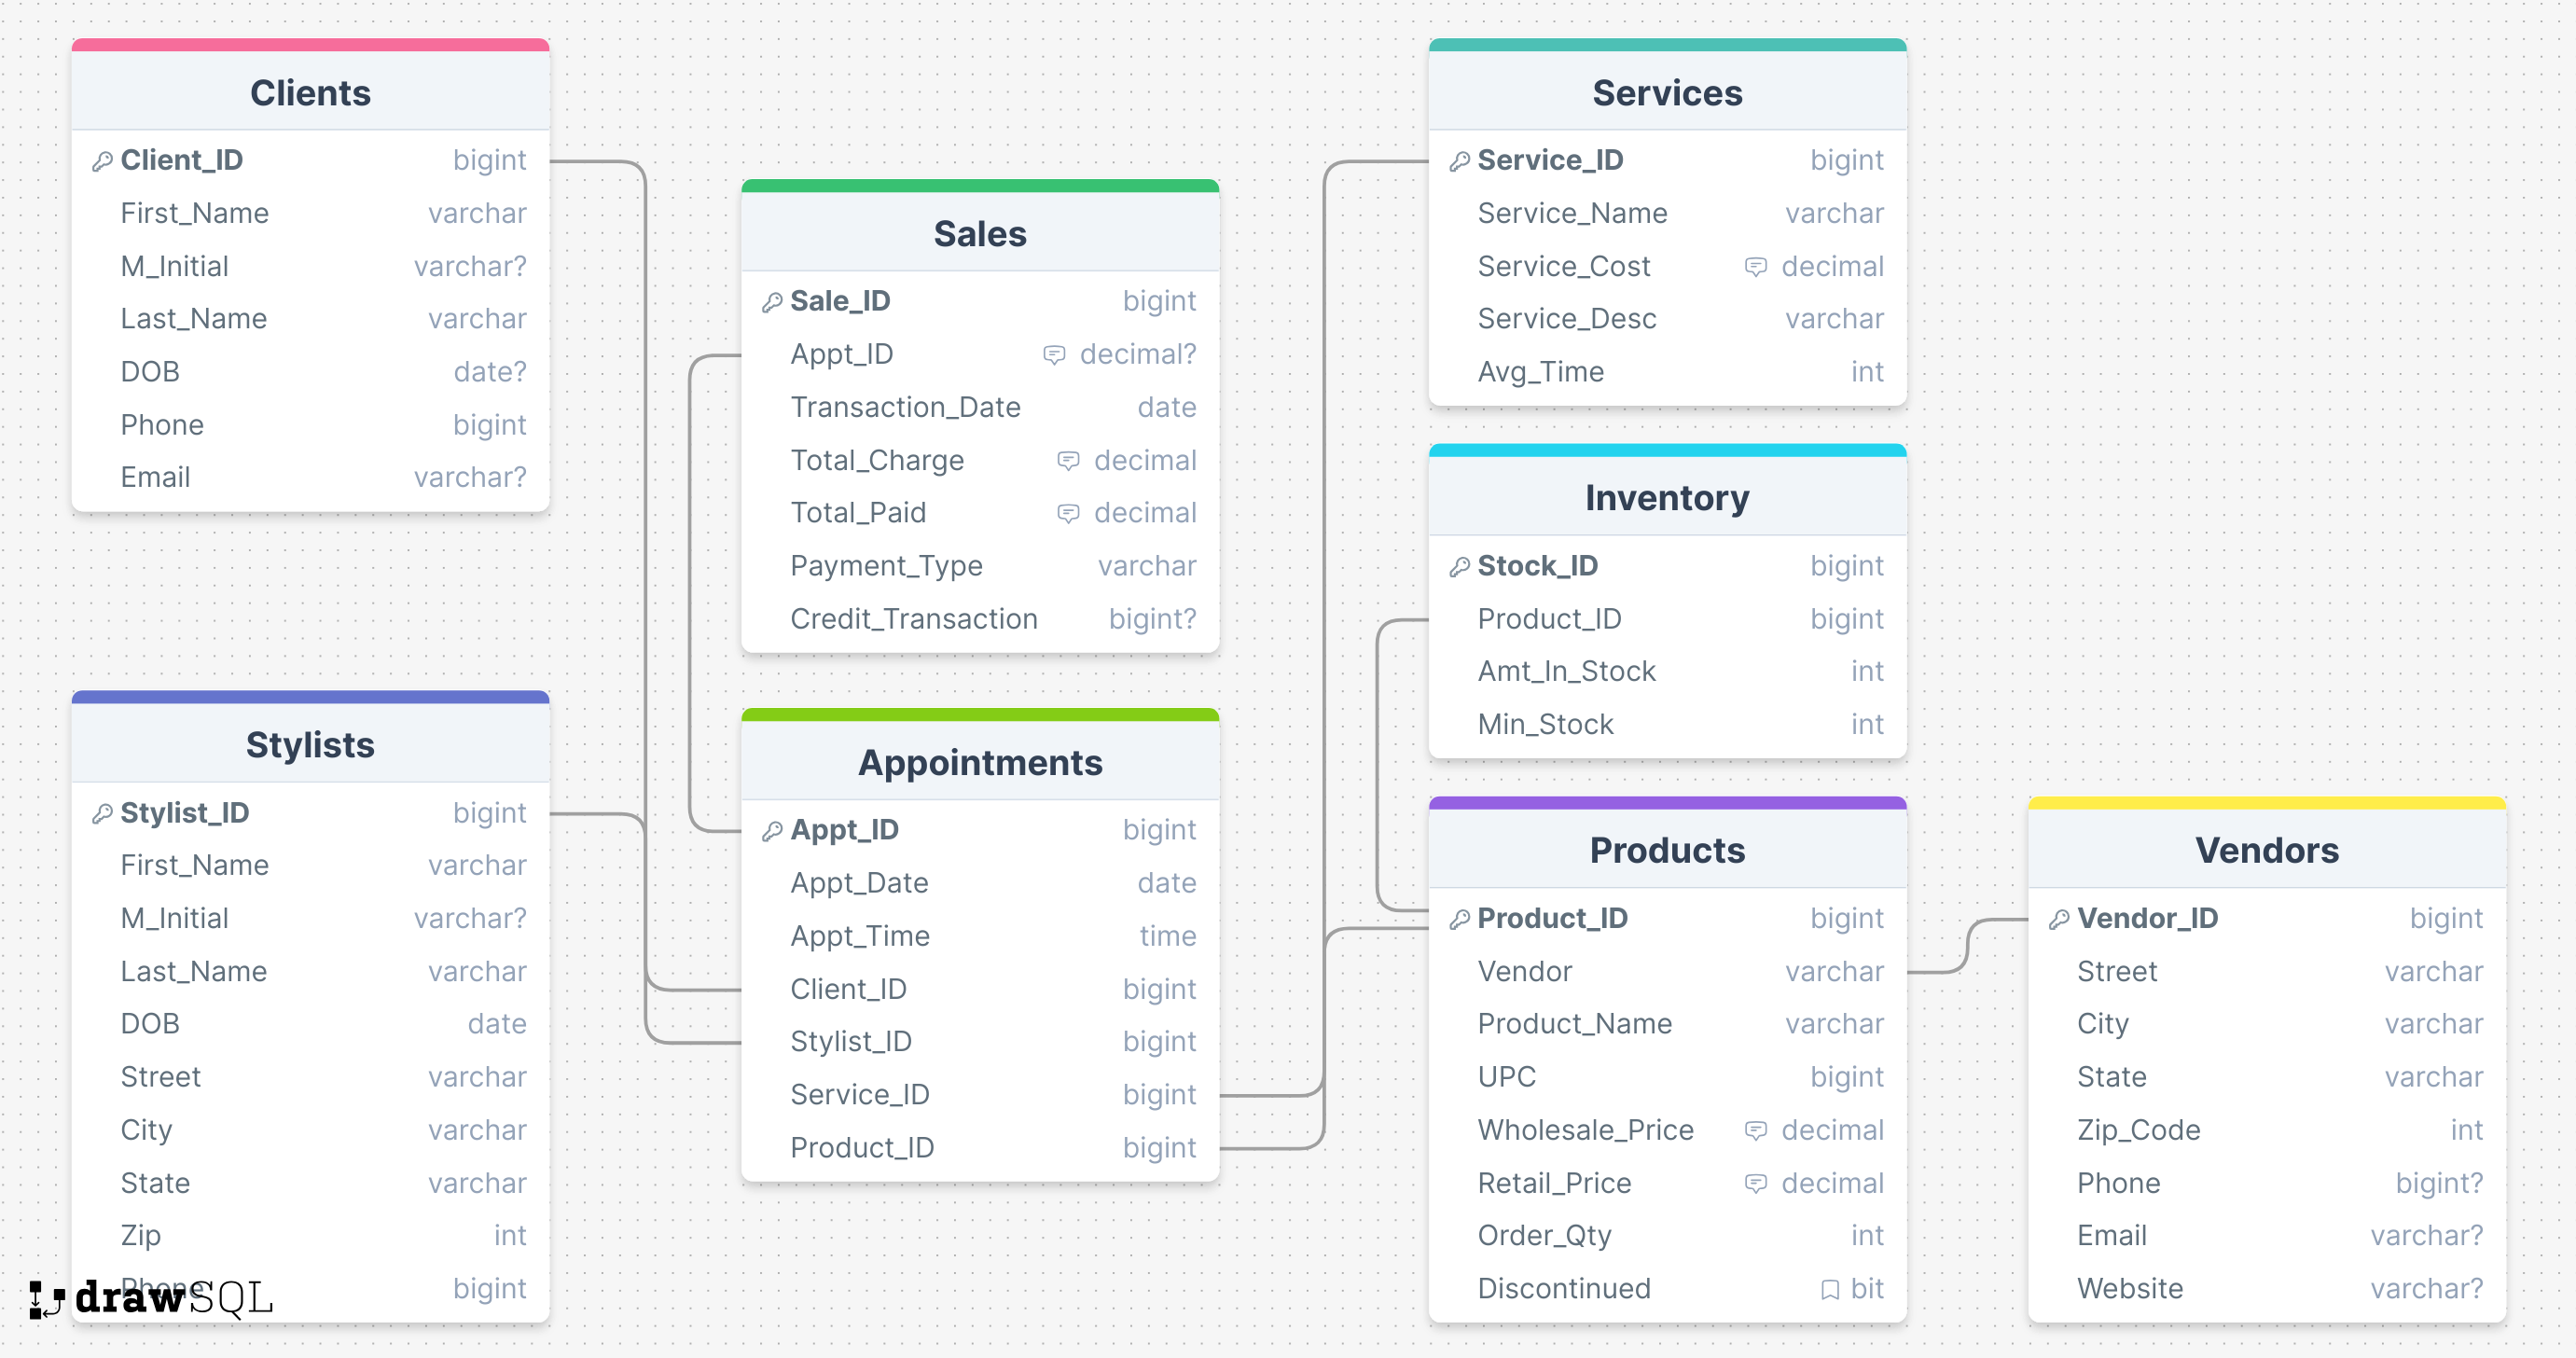 Clients
Client_ID bigint
First_Name varchar
M_Initial varchar?
Last_Name varchar
DOB date?
Phone bigint
Email varchar?
Stylists
Stylist_ID bigint
First_Name varchar
M_Initial varchar?
Last_Name varchar
DOB date
Street varchar
City varchar
State varchar
Zip int
Phone bigint
drawSQL
Sales
Sale_ID bigint
Appt_ID decimal?
Transaction_Date date
Total_Charge decimal
Total_Paid decimal
Payment_Type varchar
Credit_Transaction bigint?
Appointments
Appt_ID bigint
Appt_Date date
Appt_Time time
Client_ID bigint
Stylist_ID bigint
Service_ID bigint
Product_ID bigint
Services
Service_ID bigint
Service_Name varchar
Service_Cost decimal
Service_Desc varchar
Avg_Time int
Inventory
Stock_ID bigint
Product_ID bigint
Amt_In_Stock int
Min_Stock int
Products
Product_ID bigint
Vendor varchar
Product_Name varchar
UPC bigint
Wholesale_Price decimal
Retail_Price decimal
Order_Qty int
Discontinued bit
Vendors
Vendor_ID bigint
Street varchar
City varchar
State varchar
Zip_Code int
Phone bigint?
Email varchar?
Website varchar?